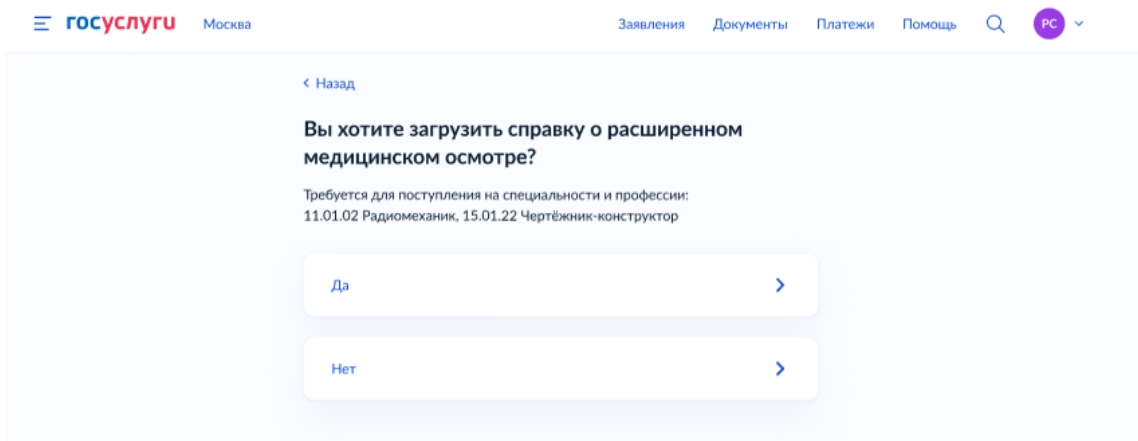 госуслуги Москва Заявления Документы Платежи Помощь РС
Назад
Вы хотите загрузить справку о расширенном
медицинском осмотре?
Требуется для поступления на специальности и профессии:
11.01.02 Радиомеханик, 15.01.22 Чертёжник-конструктор
Да
Нет